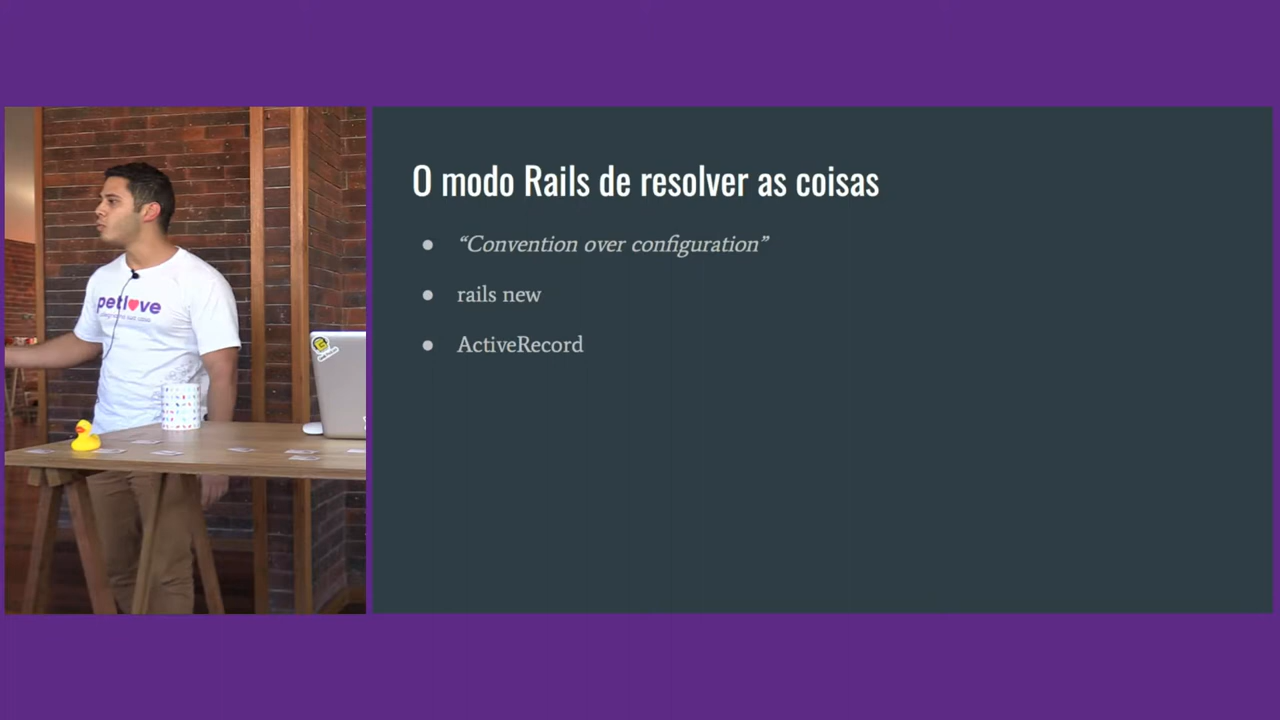 petlove
O modo Rails de resolver as coisas
“Convention over configuration”
rails new
ActiveRecord